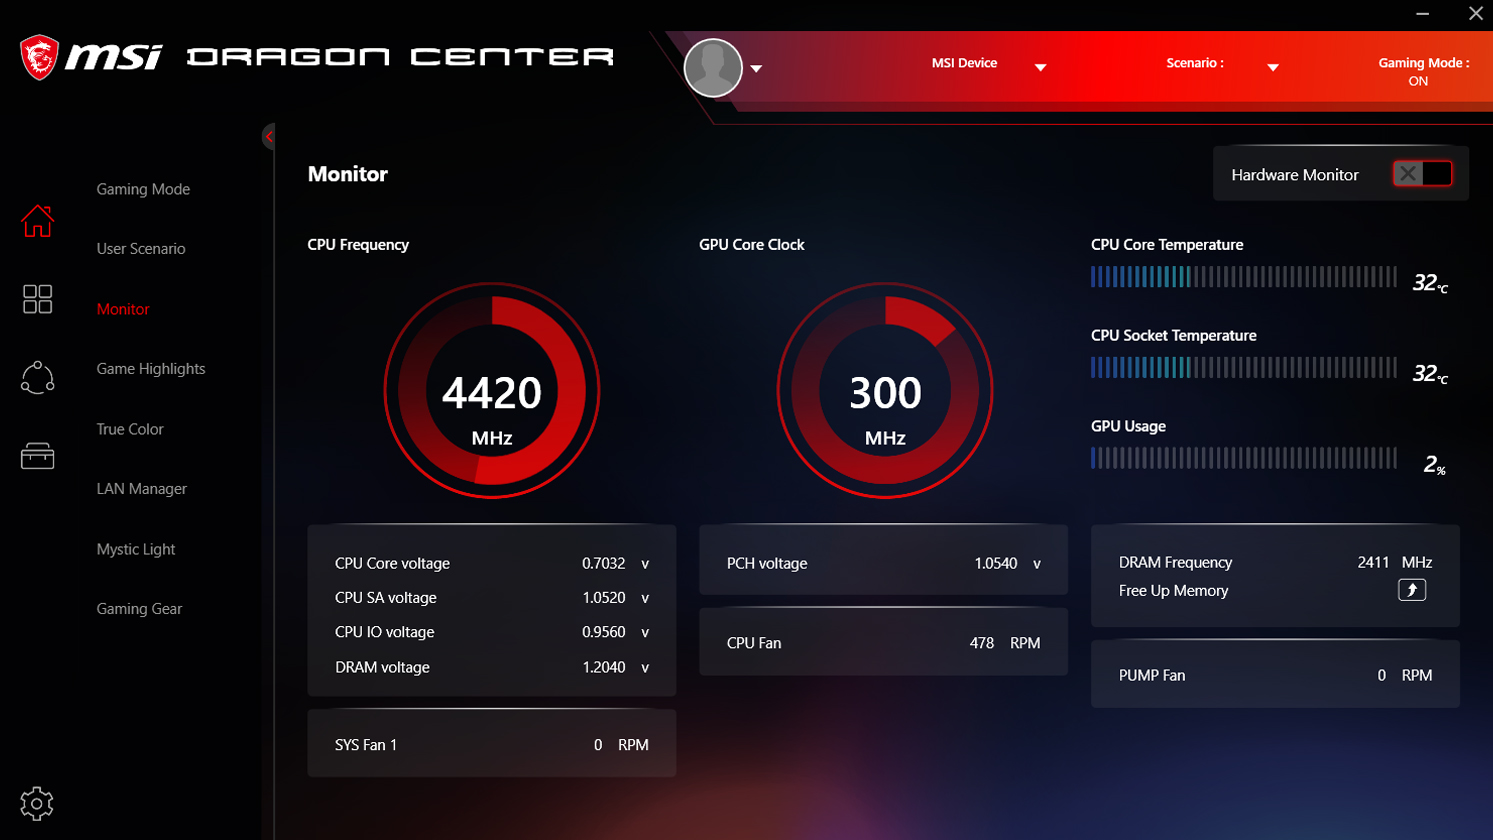 msi DRAGON CENTER
MSI Device
Scenario :
Gaming Mode :
ON
Gaming Mode
User Scenario
Monitor
Game Highlights
True Color
LAN Manager
Mystic Light
Gaming Gear
Monitor
Hardware Monitor
CPU Frequency
4420
MHz
GPU Core Clock
300
MHz
CPU Core Temperature
32°C
CPU Socket Temperature
32°C
GPU Usage
2%
CPU Core voltage 0.7032 v
CPU SA voltage 1.0520 v
CPU IO voltage 0.9560 v
DRAM voltage 1.2040 v
SYS Fan 1 0 RPM
PCH voltage 1.0540 v
CPU Fan 478 RPM
DRAM Frequency 2411 MHz
Free Up Memory
PUMP Fan 0 RPM